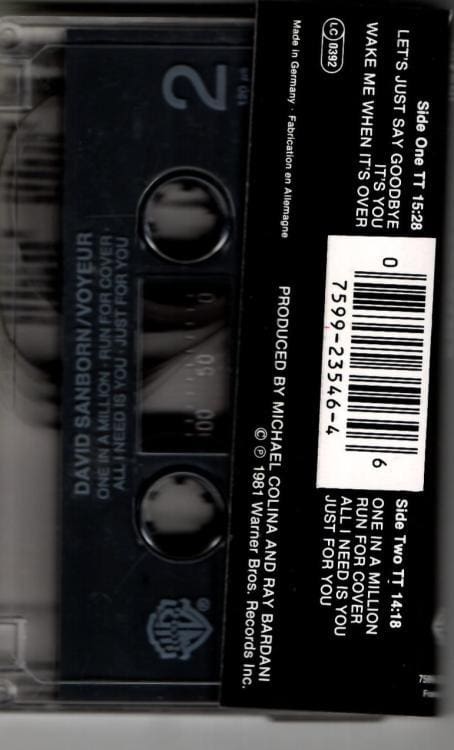 Side One TT 15:28
LET'S JUST SAY GOODBYE
IT'S YOU
WAKE ME WHEN IT'S OVER
0
7599-23546-4
6
Side Two TT 14:18
ONE IN A MILLION
RUN FOR COVER
ALL I NEED IS YOU
JUST FOR YOU
LC 0392
Made in Germany · Fabrication en Allemagne
PRODUCED BY MICHAEL COLINA AND RAY BARDANI
© ℗ 1981 Warner Bros. Records Inc.
2
0 50 100
®
DAVID SANBORN/VOYEUR
ONE IN A MILLION · RUN FOR COVER ·
ALL I NEED IS YOU · JUST FOR YOU